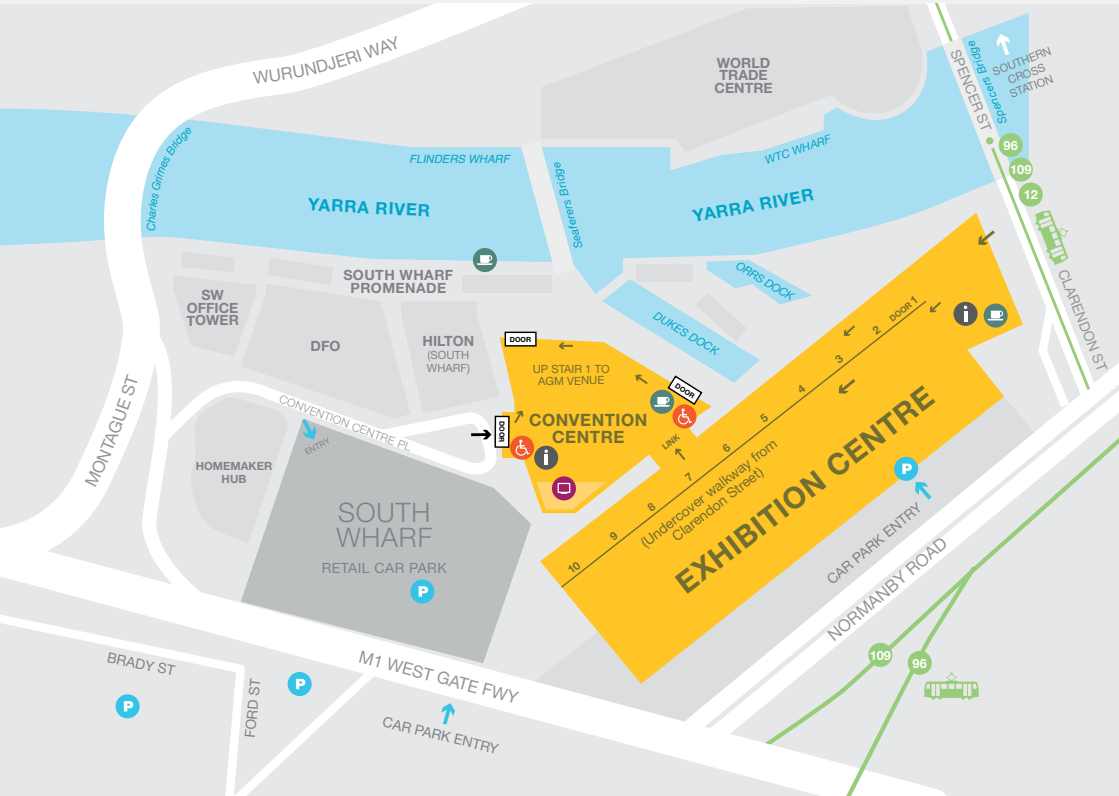 WURUNDJERI WAY
WORLD
TRADE
CENTRE
SPENCER ST
Spencers Bridge
SOUTHERN
CROSS
STATION
96
109
12
Charles Grimes Bridge
FLINDERS WHARF
Seafarers Bridge
WTC WHARF
YARRA RIVER
YARRA RIVER
CLARENDON ST
SOUTH WHARF
PROMENADE
ORRS DOCK
DUKES DOCK
SW
OFFICE
TOWER
DFO
HILTON
(SOUTH
WHARF)
DOOR
UP STAIR 1 TO
AGM VENUE
DOOR
DOOR
CONVENTION
CENTRE
LINK
i
i
DOOR 1
2
3
4
5
6
7
8
9
10
(Undercover walkway from
Clarendon Street)
EXHIBITION CENTRE
P
CAR PARK ENTRY
NORMANBY ROAD
MONTAGUE ST
CONVENTION CENTRE PL
ENTRY
HOMEMAKER
HUB
SOUTH
WHARF
RETAIL CAR PARK
P
M1 WEST GATE FWY
BRADY ST
FORD ST
P
P
CAR PARK ENTRY
109
96